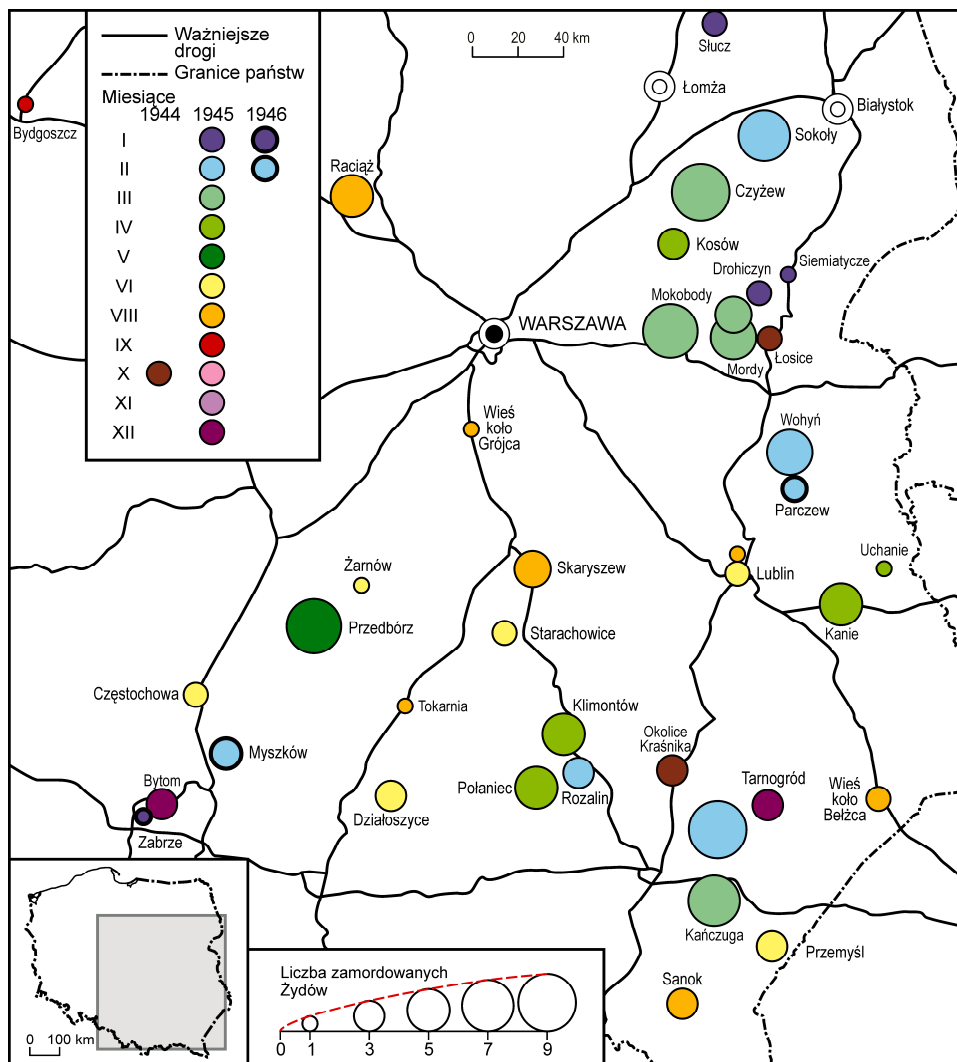 Ważniejsze
drogi
Granice państw
Miesiące
1944 1945 1946
I
II
III
IV
V
VI
VIII
IX
X
XI
XII
0 20 40 km
Słucz
Łomża
Białystok
Bydgoszcz
Sokoły
Raciąż
Czyżew
Kosów
Siemiatycze
Drohiczyn
Mokobody
WARSZAWA
Łosice
Mordy
Wieś
koło
Grójca
Wohyń
Parczew
Uchanie
Żarnów
Skaryszew
Lublin
Przedbórz
Starachowice
Kanie
Częstochowa
Tokarnia
Klimontów
Okolice
Kraśnika
Myszków
Bytom
Połaniec
Rozalin
Tarnogród
Wieś
koło
Bełżca
Działoszyce
Zabrze
Kańczuga
Przemyśl
Sanok
0 100 km
Liczba zamordowanych
Żydów
0 1 3 5 7 9